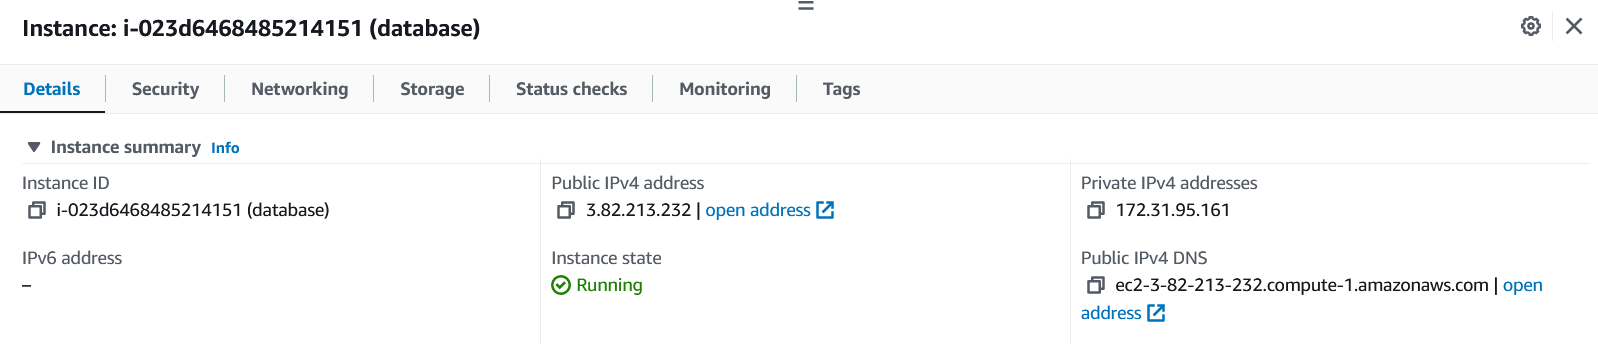 Instance: i-023d6468485214151 (database)
Details Security Networking Storage Status checks Monitoring Tags
Instance summary Info
Instance ID
i-023d6468485214151 (database)
Public IPv4 address
3.82.213.232 | open address
Private IPv4 addresses
172.31.95.161
IPv6 address
–
Instance state
Running
Public IPv4 DNS
ec2-3-82-213-232.compute-1.amazonaws.com | open
address